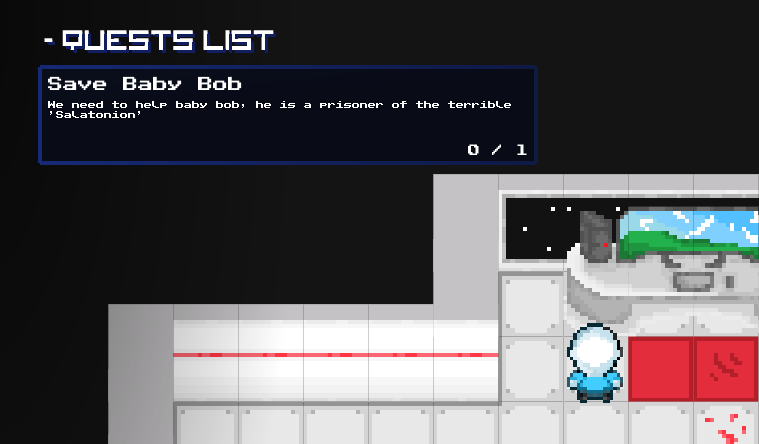 - QUESTS LIST
Save Baby Bob
We need to help baby bob, he is a prisoner of the terrible
'Salatonion'
0 / 1